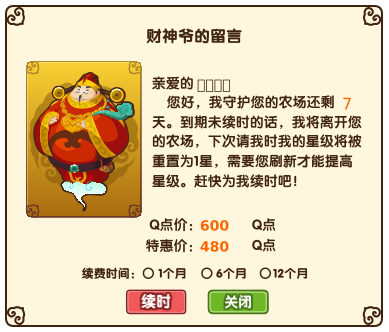 财神爷的留言
亲爱的 □□□□
您好，我守护您的农场还剩 7
天。到期未续时的话，我将离开您
的农场，下次请我时我的星级将被
重置为1星，需要您刷新才能提高
星级。赶快为我续时吧！
Q点价：600 Q点
特惠价：480 Q点
续费时间：○ 1个月 ○ 6个月 ○12个月
续时 关闭